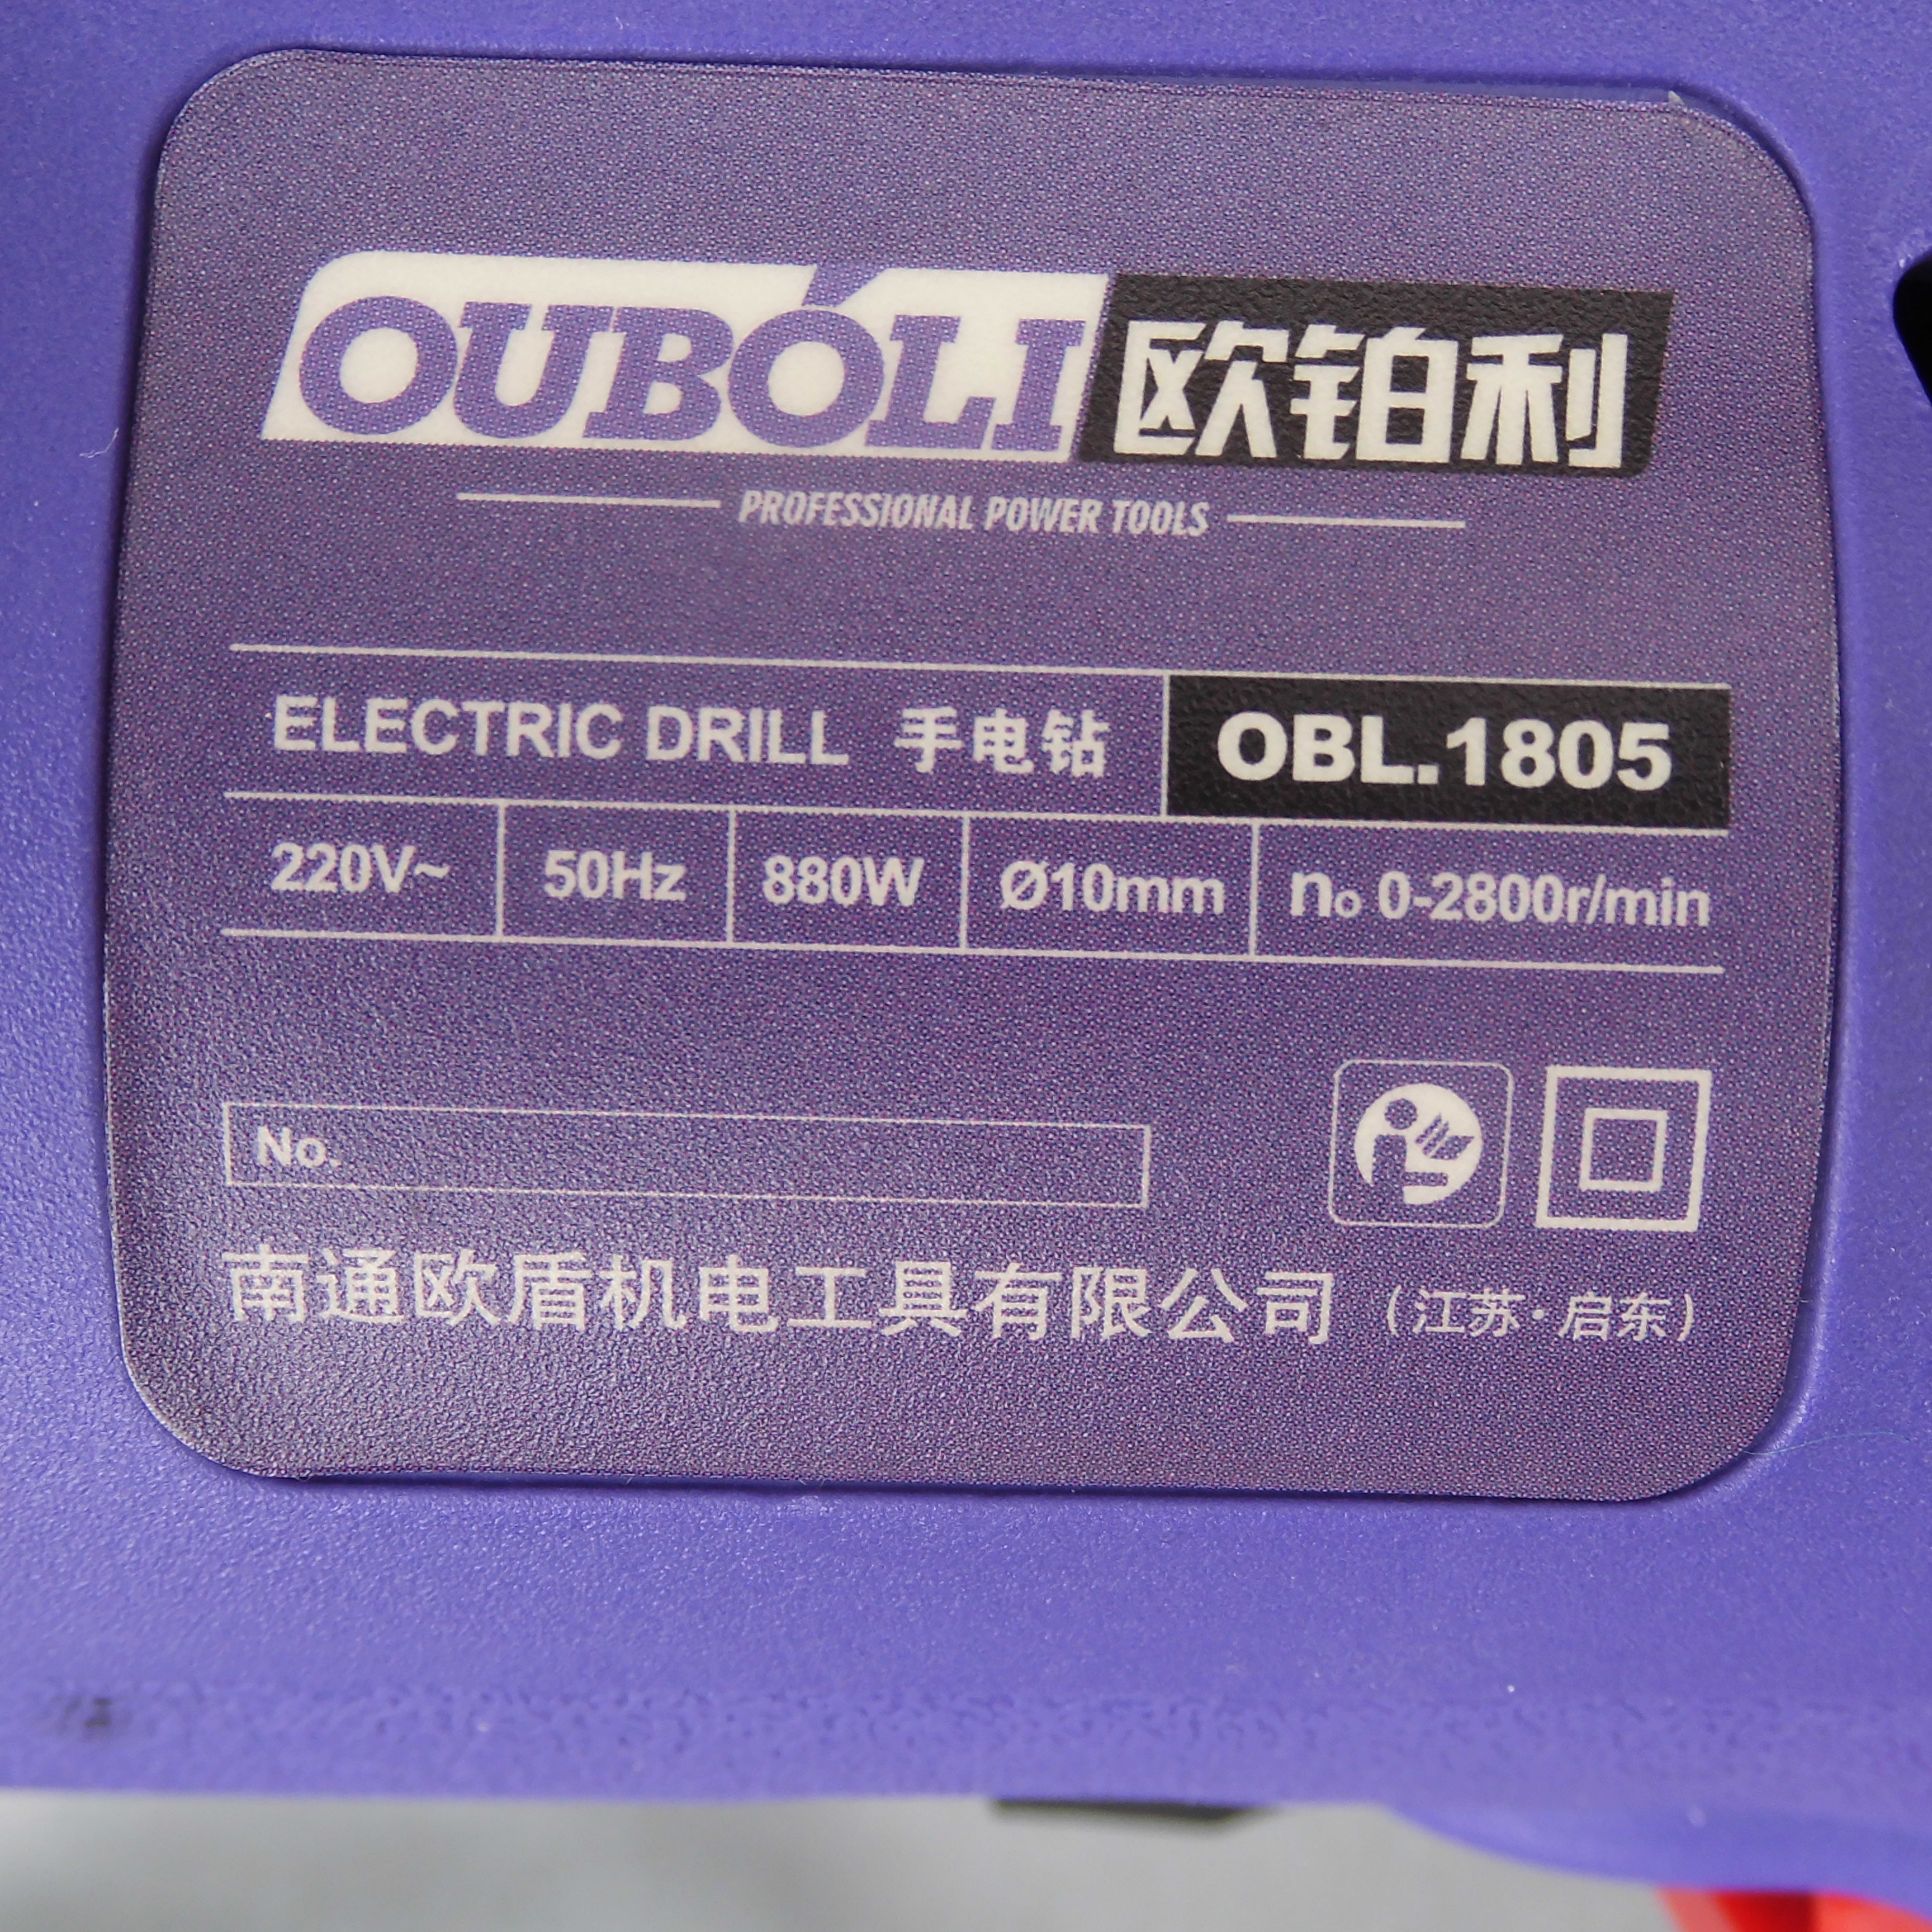 OUBOLI 欧铂利
PROFESSIONAL POWER TOOLS
ELECTRIC DRILL 手电钻 OBL.1805
220V~ 50Hz 880W Ø10mm n₀ 0-2800r/min
No.
南通欧盾机电工具有限公司（江苏·启东）